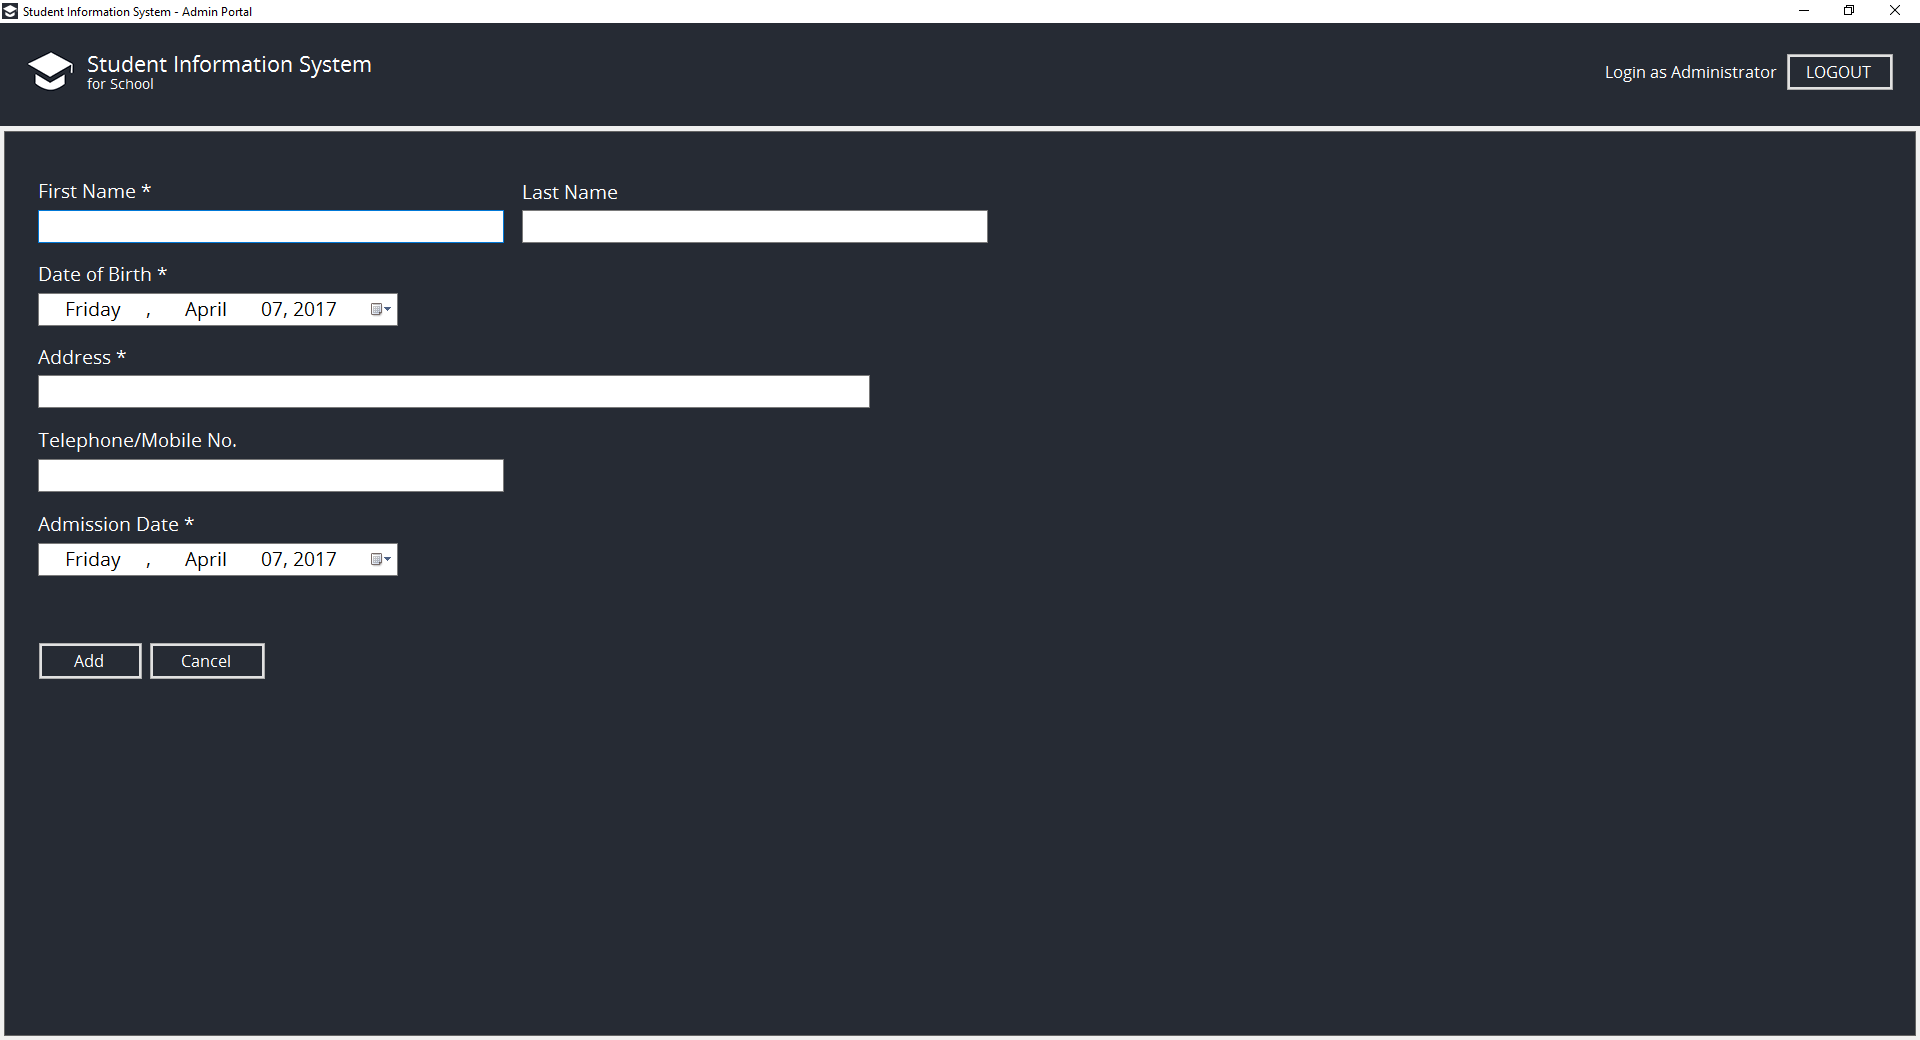 Student Information System - Admin Portal
Student Information System
for School
Login as Administrator
LOGOUT
First Name *
Last Name
Date of Birth *
Friday , April 07, 2017
Address *
Telephone/Mobile No.
Admission Date *
Friday , April 07, 2017
Add
Cancel